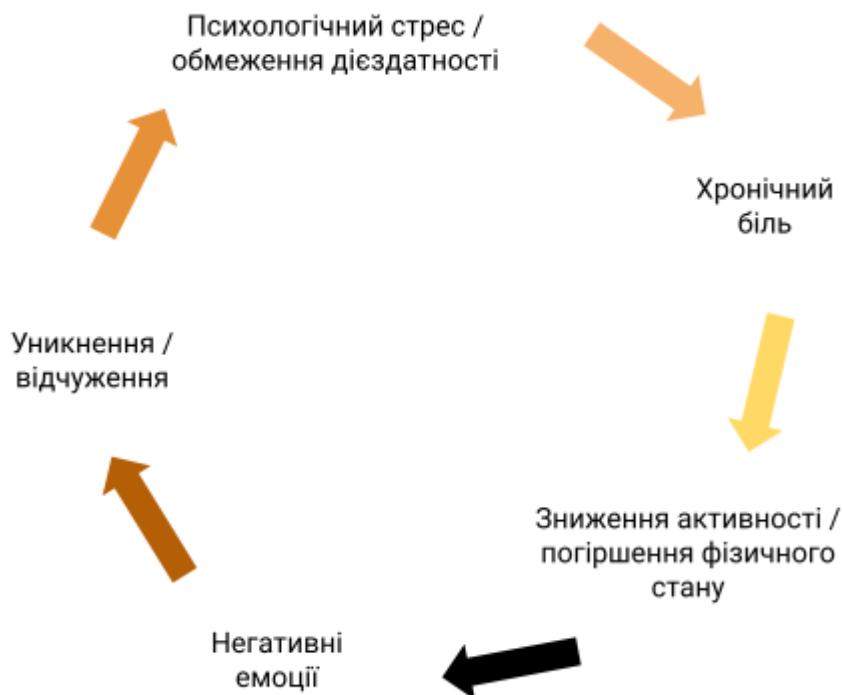 Психологічний стрес /
обмеження дієздатності
Хронічний
біль
Зниження активності /
погіршення фізичного
стану
Негативні
емоції
Уникнення /
відчуження